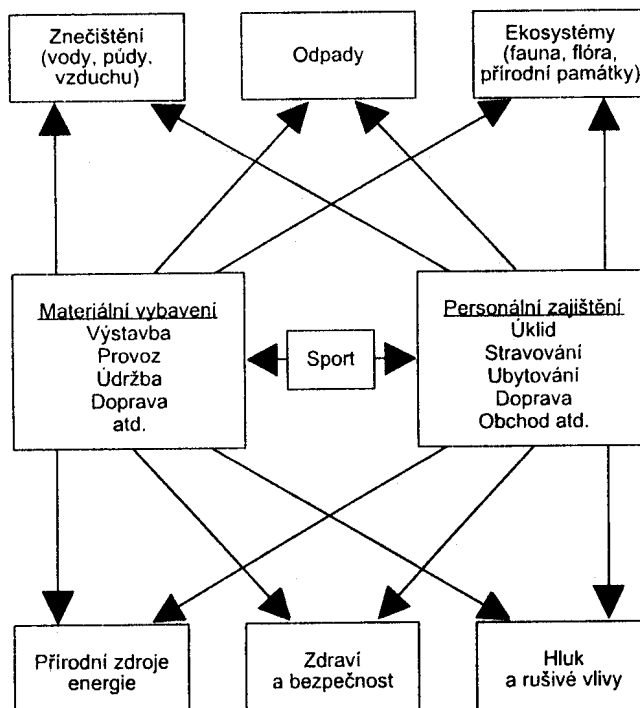 Znečištění
(vody, půdy,
vzduchu)
Odpady
Ekosystémy
(fauna, flóra,
přírodní památky)
Materiální vybavení
Výstavba
Provoz
Údržba
Doprava
atd.
Sport
Personální zajištění
Úklid
Stravování
Ubytování
Doprava
Obchod atd.
Přírodní zdroje
energie
Zdraví
a bezpečnost
Hluk
a rušivé vlivy